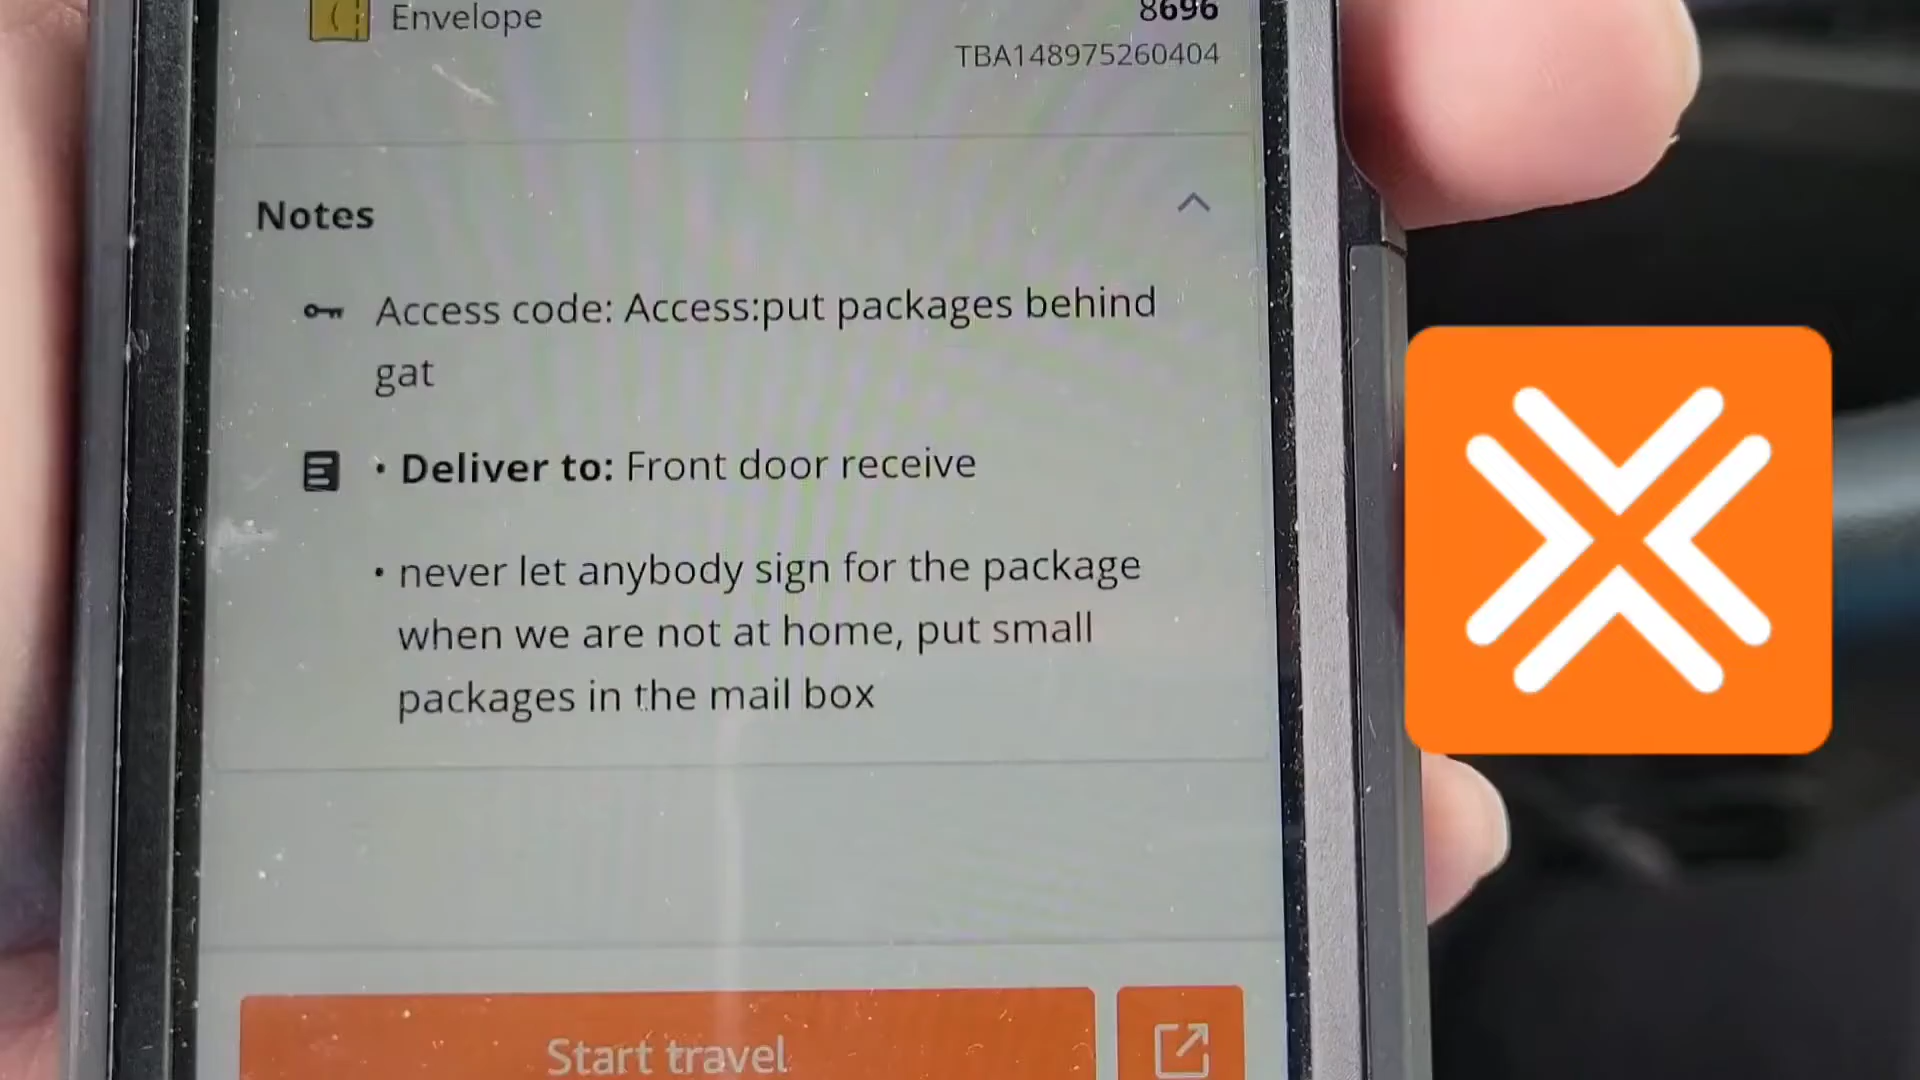 Envelope
8696
TBA148975260404
Notes
Access code: Access:put packages behind
gat
• Deliver to: Front door receive
• never let anybody sign for the package
when we are not at home, put small
packages in the mail box
Start travel